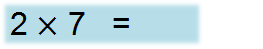 2 × 7 =